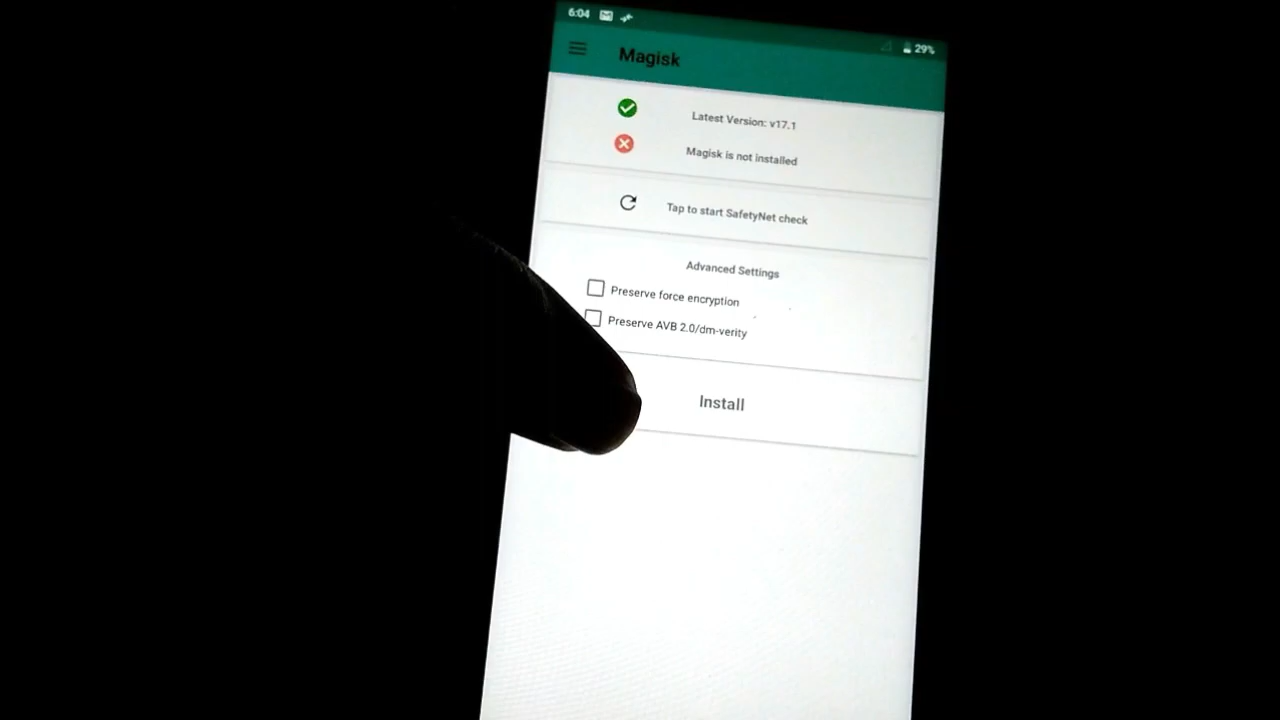 6:04
29%
Magisk
Latest Version: v17.1
Magisk is not installed
Tap to start SafetyNet check
Advanced Settings
Preserve force encryption
Preserve AVB 2.0/dm-verity
Install